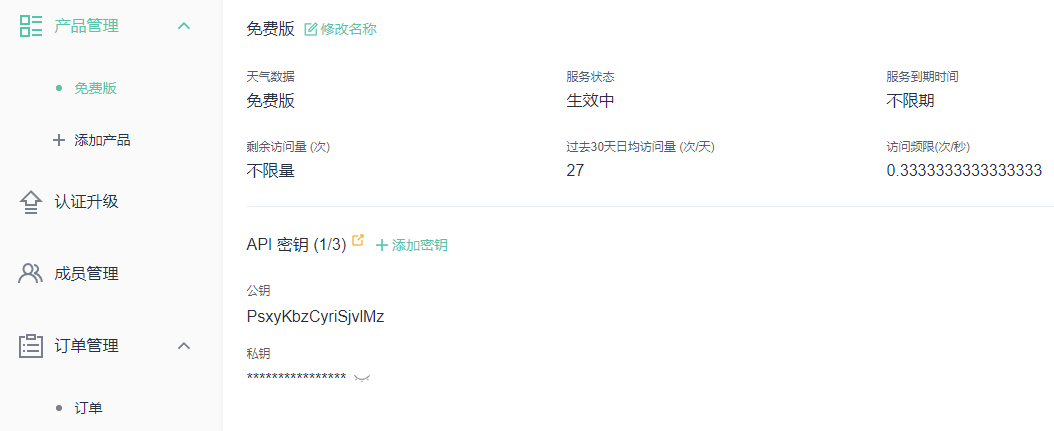 产品管理
免费版
添加产品
认证升级
成员管理
订单管理
订单
免费版 修改名称
天气数据 服务状态 服务到期时间
免费版 生效中 不限期
剩余访问量 (次) 过去30天日均访问量 (次/天) 访问频限(次/秒)
不限量 27 0.3333333333333333
API 密钥 (1/3) 添加密钥
公钥
PsxyKbzCyriSjvlMz
私钥
****************